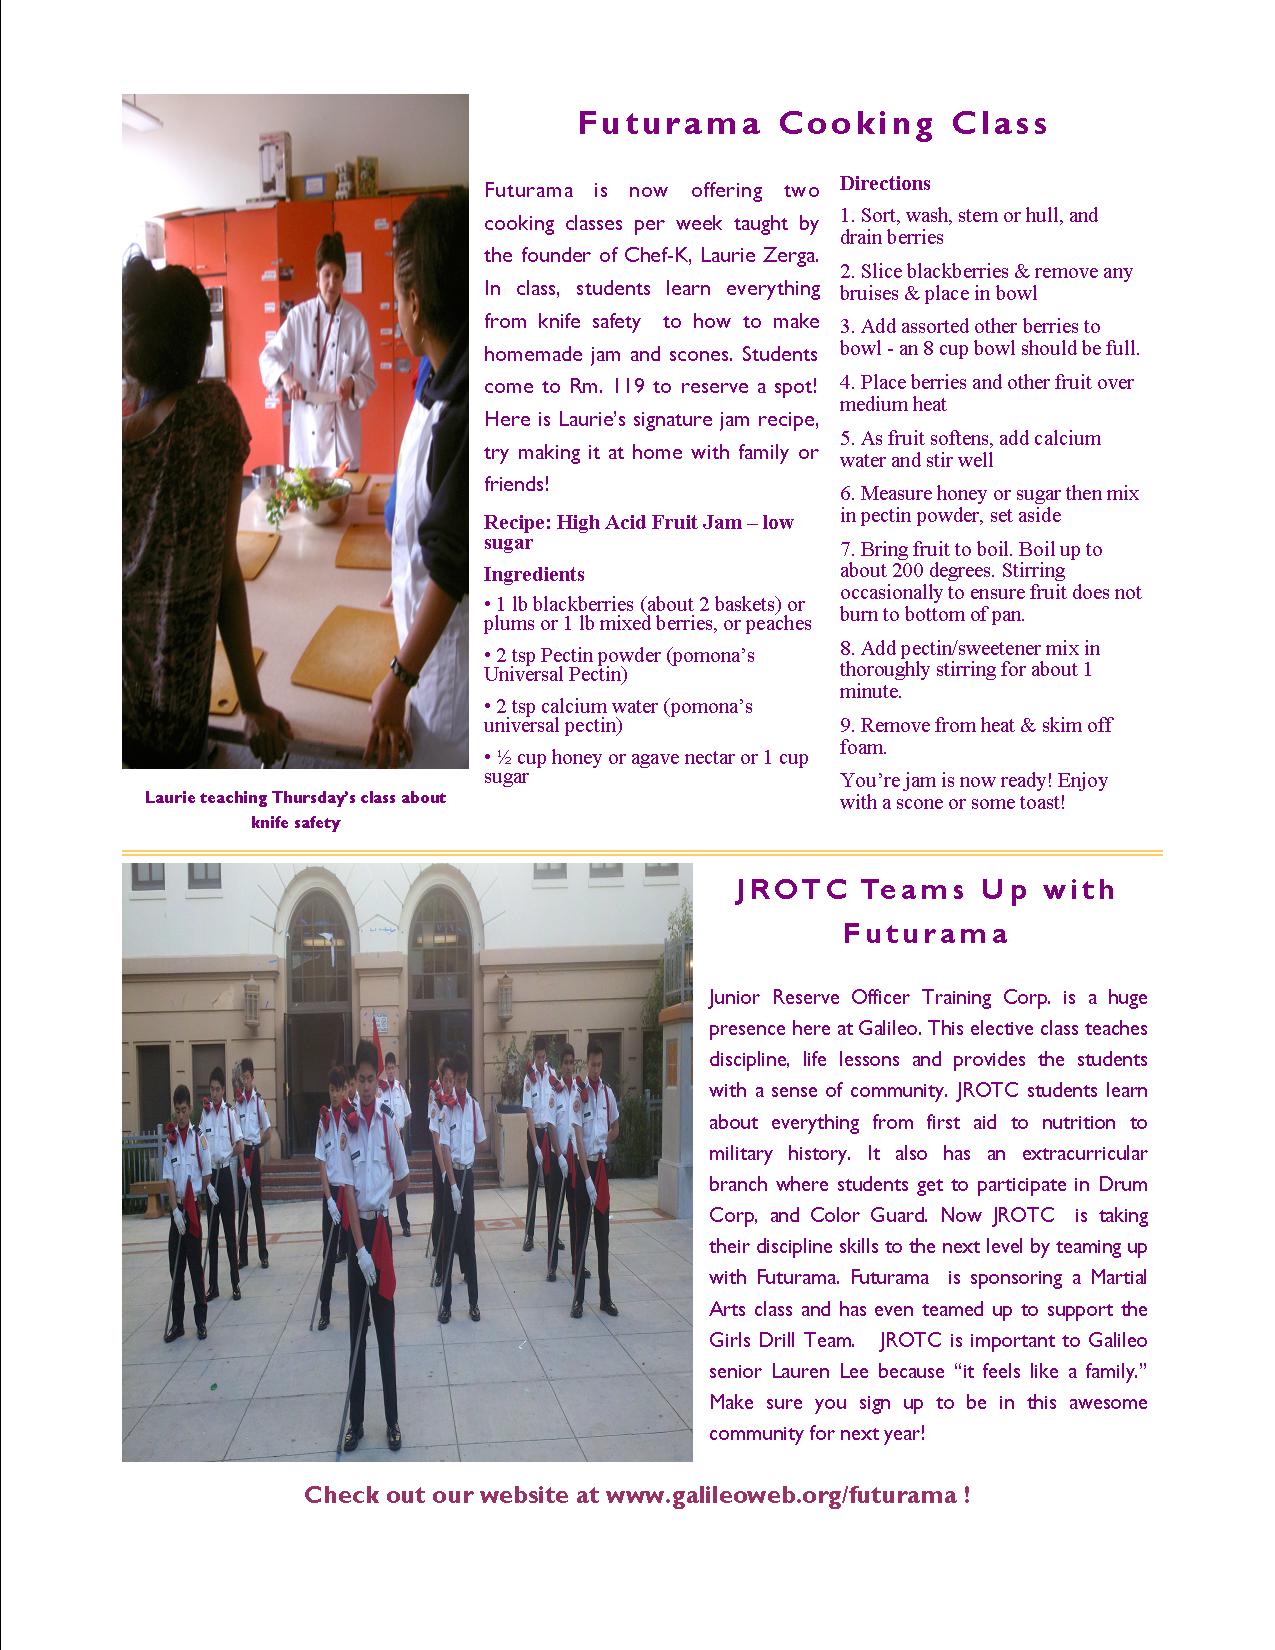 Futurama Cooking Class
Futurama is now offering two
cooking classes per week taught by
the founder of Chef-K, Laurie Zerga.
In class, students learn everything
from knife safety to how to make
homemade jam and scones. Students
come to Rm. 119 to reserve a spot!
Here is Laurie's signature jam recipe,
try making it at home with family or
friends!
Recipe: High Acid Fruit Jam – low
sugar
Ingredients
• 1 lb blackberries (about 2 baskets) or
plums or 1 lb mixed berries, or peaches
• 2 tsp Pectin powder (pomona's
Universal Pectin)
• 2 tsp calcium water (pomona's
universal pectin)
• ½ cup honey or agave nectar or 1 cup
sugar
Directions
1. Sort, wash, stem or hull, and
drain berries
2. Slice blackberries & remove any
bruises & place in bowl
3. Add assorted other berries to
bowl - an 8 cup bowl should be full.
4. Place berries and other fruit over
medium heat
5. As fruit softens, add calcium
water and stir well
6. Measure honey or sugar then mix
in pectin powder, set aside
7. Bring fruit to boil. Boil up to
about 200 degrees. Stirring
occasionally to ensure fruit does not
burn to bottom of pan.
8. Add pectin/sweetener mix in
thoroughly stirring for about 1
minute.
9. Remove from heat & skim off
foam.
You're jam is now ready! Enjoy
with a scone or some toast!
Laurie teaching Thursday's class about
knife safety
JROTC Teams Up with
Futurama
Junior Reserve Officer Training Corp. is a huge
presence here at Galileo. This elective class teaches
discipline, life lessons and provides the students
with a sense of community. JROTC students learn
about everything from first aid to nutrition to
military history. It also has an extracurricular
branch where students get to participate in Drum
Corp, and Color Guard. Now JROTC is taking
their discipline skills to the next level by teaming up
with Futurama. Futurama is sponsoring a Martial
Arts class and has even teamed up to support the
Girls Drill Team. JROTC is important to Galileo
senior Lauren Lee because “it feels like a family.”
Make sure you sign up to be in this awesome
community for next year!
Check out our website at www.galileoweb.org/futurama !